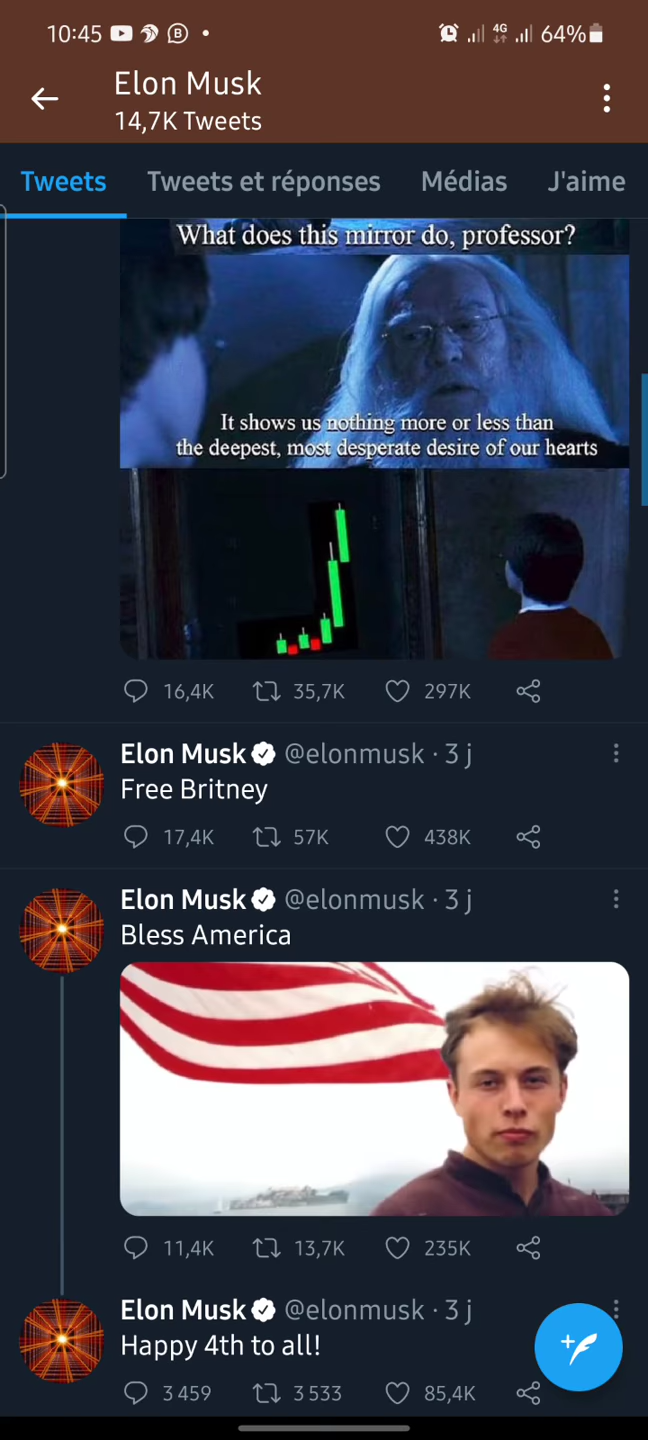 10:45
4G
64%
Elon Musk
14,7K Tweets
Tweets
Tweets et réponses
Médias
J'aime
What does this mirror do, professor?
It shows us nothing more or less than
the deepest, most desperate desire of our hearts
16,4K 35,7K 297K
Elon Musk @elonmusk · 3 j
Free Britney
17,4K 57K 438K
Elon Musk @elonmusk · 3 j
Bless America
11,4K 13,7K 235K
Elon Musk @elonmusk · 3 j
Happy 4th to all!
3 459 3 533 85,4K